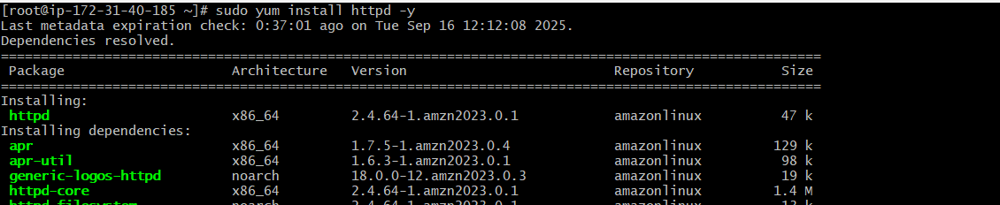 [root@ip-172-31-40-185 ~]# sudo yum install httpd -y
Last metadata expiration check: 0:37:01 ago on Tue Sep 16 12:12:08 2025.
Dependencies resolved.
================================================================================
Package Architecture Version Repository Size
================================================================================
Installing:
httpd x86_64 2.4.64-1.amzn2023.0.1 amazonlinux 47 k
Installing dependencies:
apr x86_64 1.7.5-1.amzn2023.0.4 amazonlinux 129 k
apr-util x86_64 1.6.3-1.amzn2023.0.1 amazonlinux 98 k
generic-logos-httpd noarch 18.0.0-12.amzn2023.0.3 amazonlinux 19 k
httpd-core x86_64 2.4.64-1.amzn2023.0.1 amazonlinux 1.4 M
httpd-filesystem noarch 2.4.64-1.amzn2023.0.1 amazonlinux 13 k